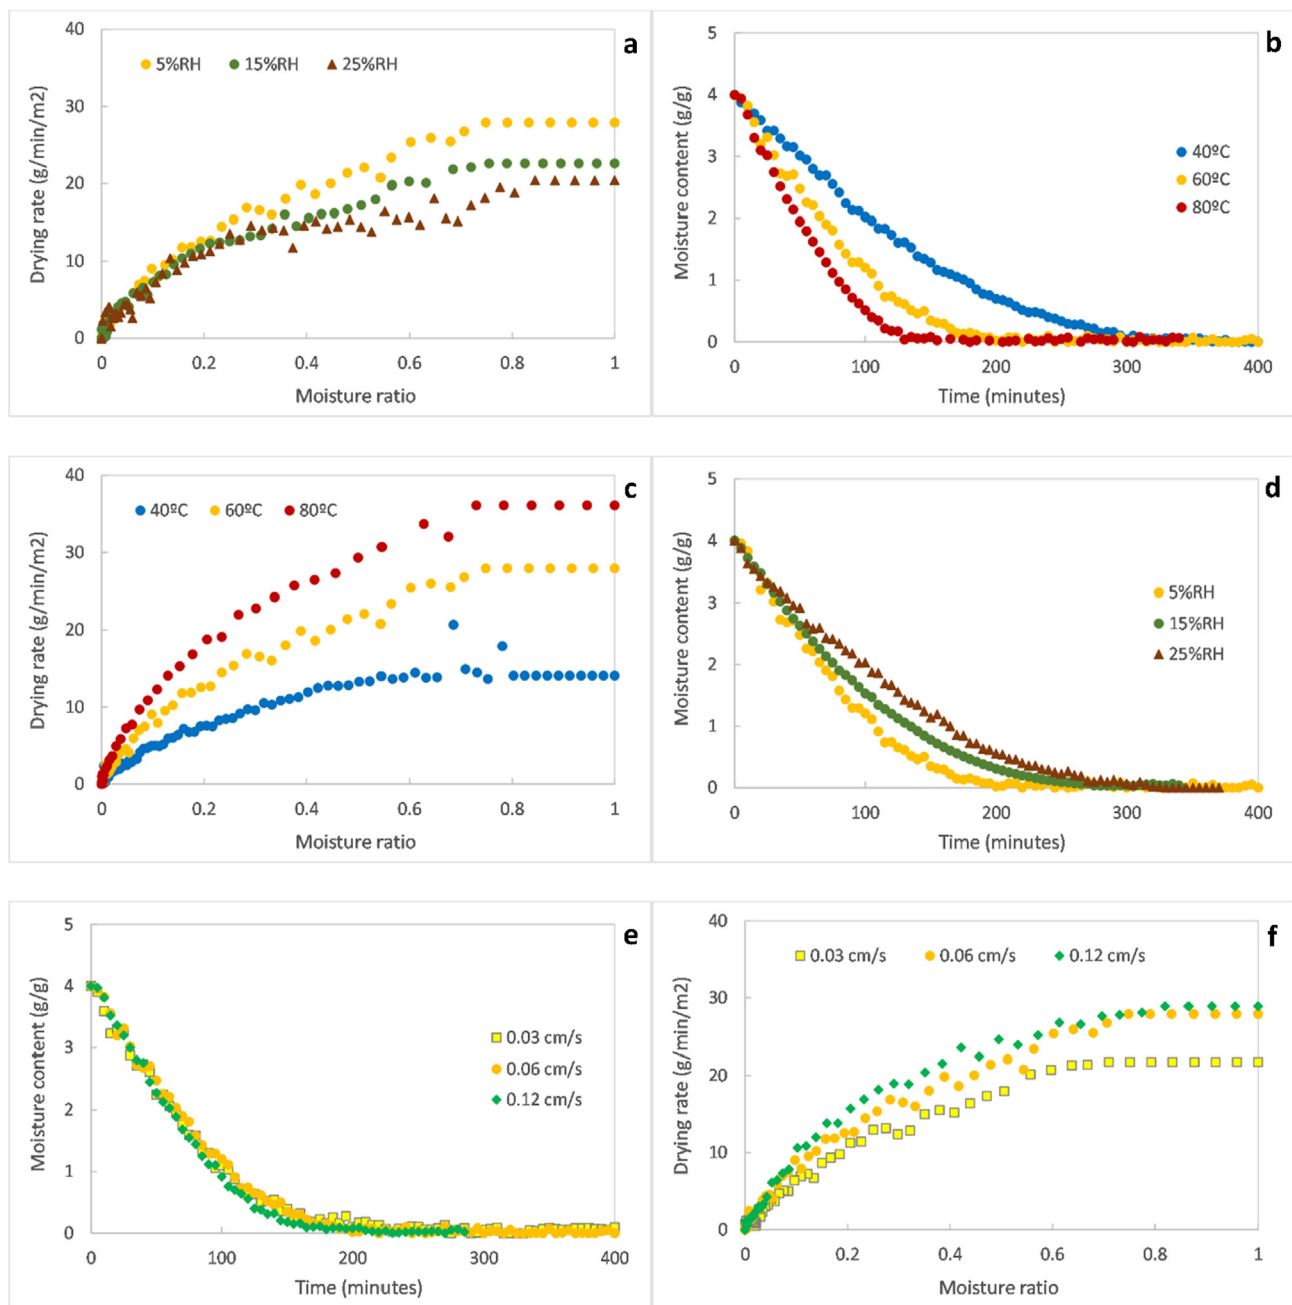 a
5%RH 15%RH 25%RH
Drying rate (g/min/m2)
40
30
20
10
0
0 0.2 0.4 0.6 0.8 1
Moisture ratio
b
40ºC
60ºC
80ºC
Moisture content (g/g)
5
4
3
2
1
0
0 100 200 300 400
Time (minutes)
c
40ºC 60ºC 80ºC
Drying rate (g/min/m2)
40
30
20
10
0
0 0.2 0.4 0.6 0.8 1
Moisture ratio
d
5%RH
15%RH
25%RH
Moisture content (g/g)
5
4
3
2
1
0
0 100 200 300 400
Time (minutes)
e
0.03 cm/s
0.06 cm/s
0.12 cm/s
Moisture content (g/g)
5
4
3
2
1
0
0 100 200 300 400
Time (minutes)
f
0.03 cm/s 0.06 cm/s 0.12 cm/s
Drying rate (g/min/m2)
40
30
20
10
0
0 0.2 0.4 0.6 0.8 1
Moisture ratio